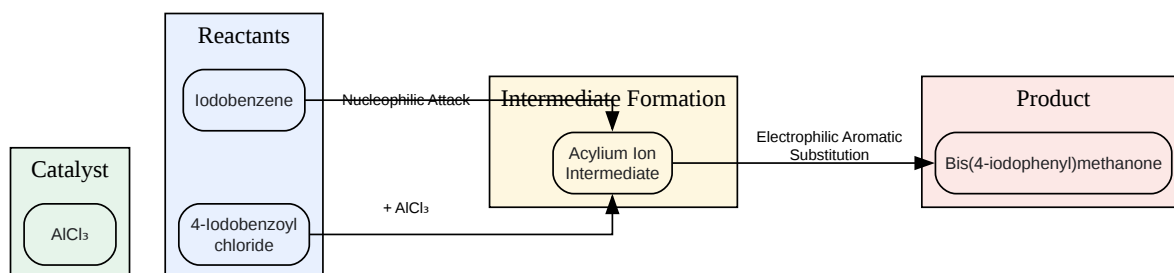 Catalyst
AlCl₃
Reactants
Iodobenzene
4-Iodobenzoyl
chloride
Nucleophilic Attack
+ AlCl₃
Intermediate Formation
Acylium Ion
Intermediate
Electrophilic Aromatic
Substitution
Product
Bis(4-iodophenyl)methanone